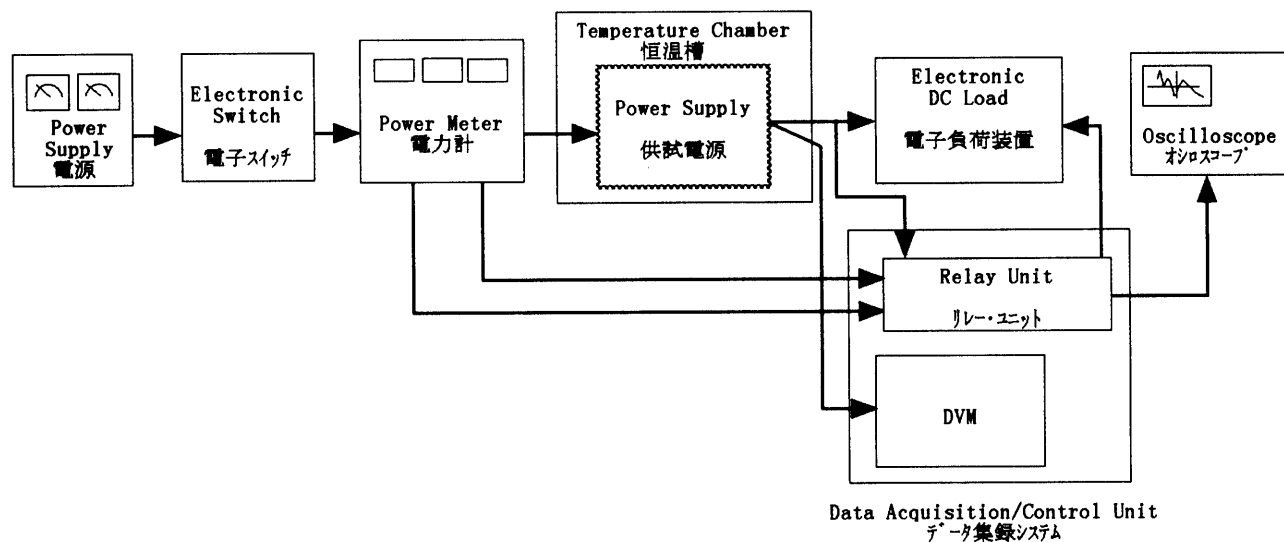 Power
Supply
電源
Electronic
Switch
電子スイッチ
Power Meter
電力計
Temperature Chamber
恒温槽
Power Supply
供試電源
Electronic
DC Load
電子負荷装置
Oscilloscope
オシロスコープ
Relay Unit
リレー・ユニット
DVM
Data Acquisition/Control Unit
データ集録システム